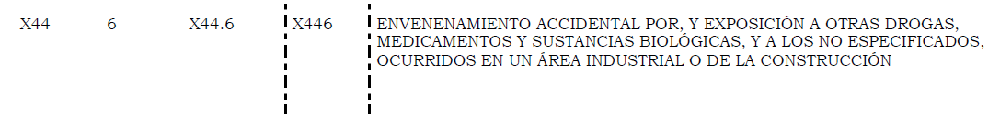 X44 6 X44.6 X446 ENVENENAMIENTO ACCIDENTAL POR, Y EXPOSICIÓN A OTRAS DROGAS,
MEDICAMENTOS Y SUSTANCIAS BIOLÓGICAS, Y A LOS NO ESPECIFICADOS,
OCURRIDOS EN UN ÁREA INDUSTRIAL O DE LA CONSTRUCCIÓN